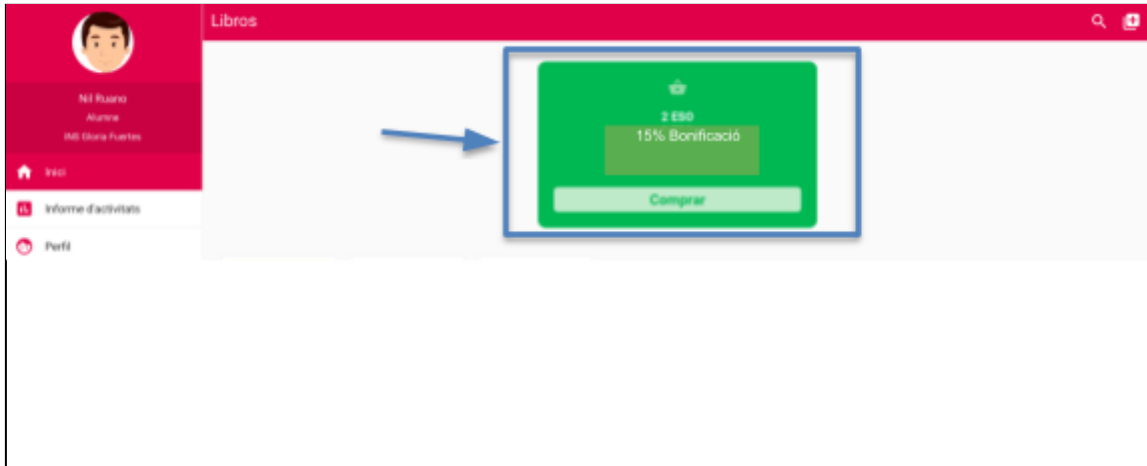 Libros
Nil Ruano
Alumne
INS Gloria Fuertes
Inici
Informe d'activitats
Perfil
2 ESO
15% Bonificació
Comprar